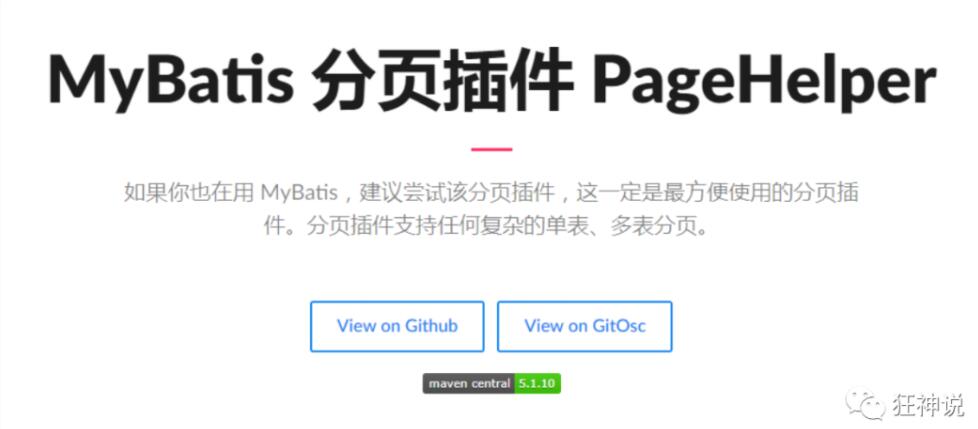 MyBatis 分页插件 PageHelper
如果你也在用 MyBatis，建议尝试该分页插件，这一定是最方便使用的分页插
件。分页插件支持任何复杂的单表、多表分页。
View on Github View on GitOsc
maven central 5.1.10
狂神说